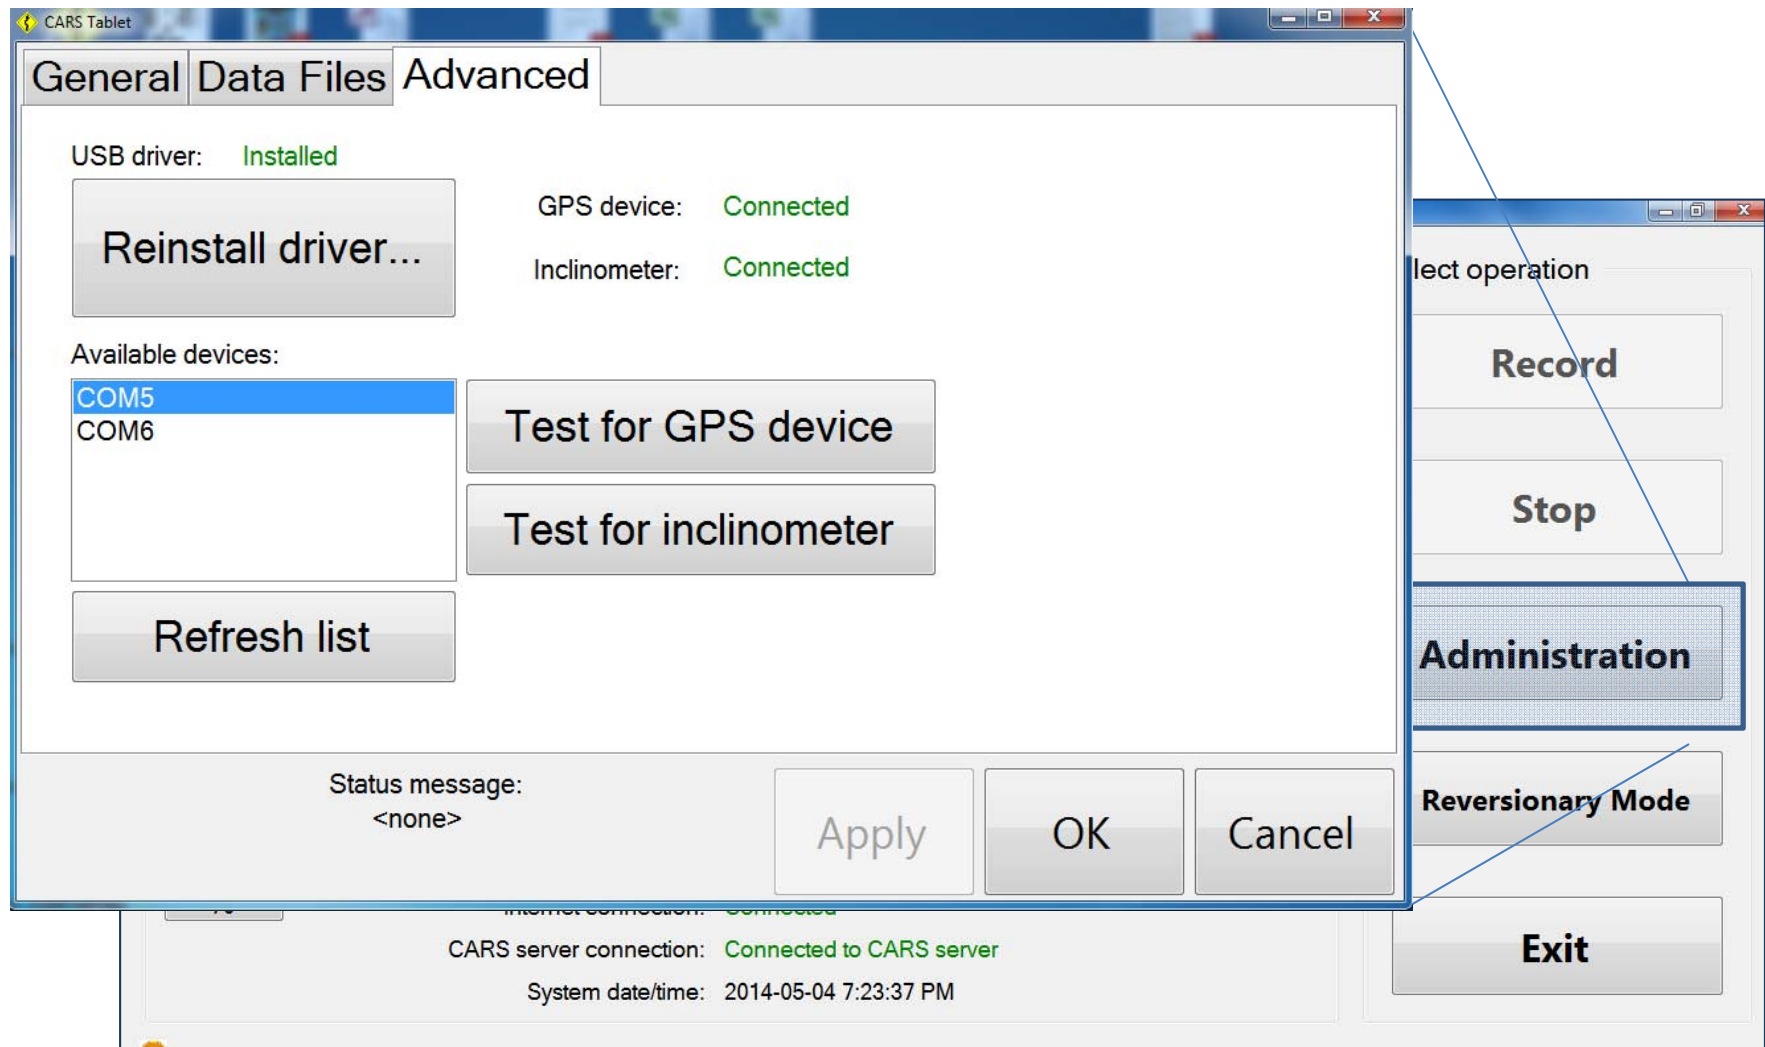 CARS Tablet
General Data Files Advanced
USB driver: Installed
Reinstall driver...
GPS device: Connected
Inclinometer: Connected
Available devices:
COM5
COM6
Test for GPS device
Test for inclinometer
Refresh list
Status message:
<none>
Apply OK Cancel
lect operation
Record
Stop
Administration
Reversionary Mode
Exit
CARS server connection: Connected to CARS server
System date/time: 2014-05-04 7:23:37 PM